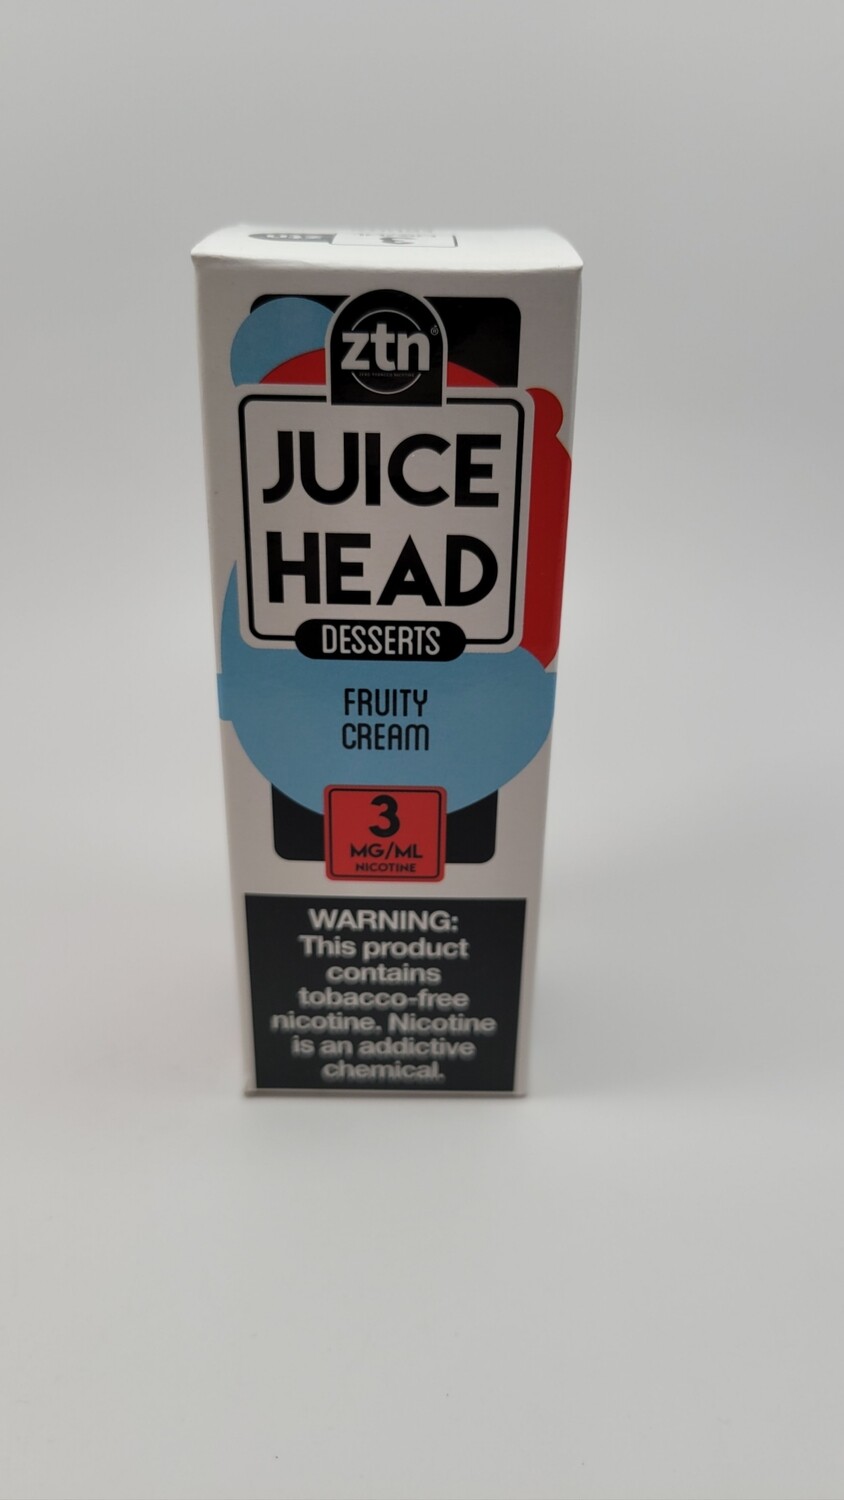 ztn®
JUICE
HEAD
DESSERTS
FRUITY
CREAM
3
MG/ML
NICOTINE
WARNING:
This product
contains
tobacco-free
nicotine. Nicotine
is an addictive
chemical.